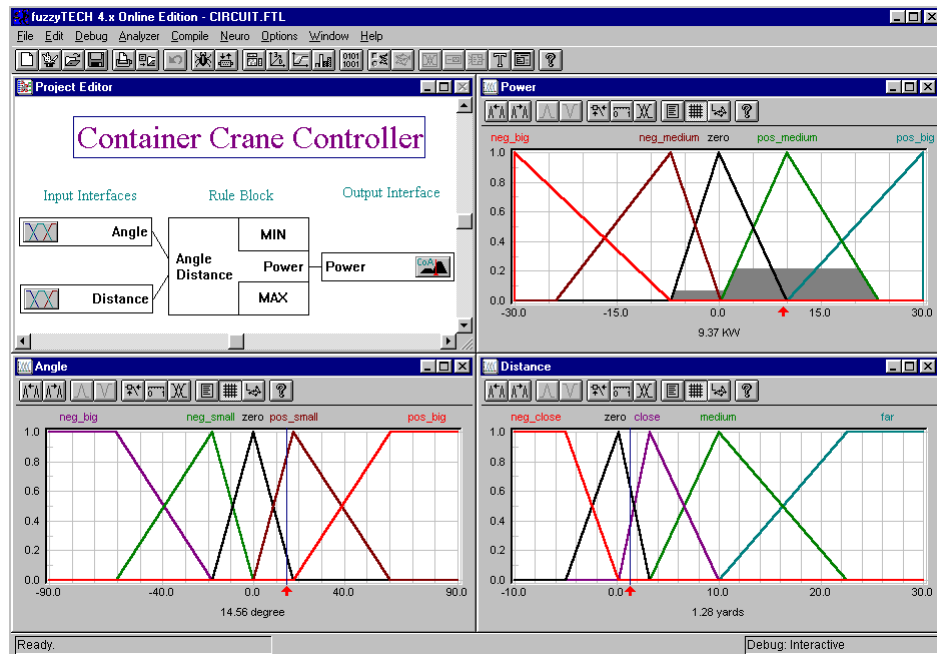 fuzzyTECH 4.x Online Edition - CIRCUIT.FTL
File Edit Debug Analyzer Compile Neuro Options Window Help
Project Editor
Container Crane Controller
Input Interfaces Rule Block Output Interface
Angle
Distance
Angle
Distance
MIN
Power
MAX
Power
CoA
Power
neg_big neg_medium zero pos_medium pos_big
1.0
0.8
0.6
0.4
0.2
0.0
-30.0 -15.0 0.0 15.0 30.0
9.37 KW
Angle
neg_big neg_small zero pos_small pos_big
1.0
0.8
0.6
0.4
0.2
0.0
-90.0 -40.0 0.0 40.0 90.0
14.56 degree
Distance
neg_close zero close medium far
1.0
0.8
0.6
0.4
0.2
0.0
-10.0 0.0 10.0 20.0 30.0
1.28 yards
Ready. Debug: Interactive